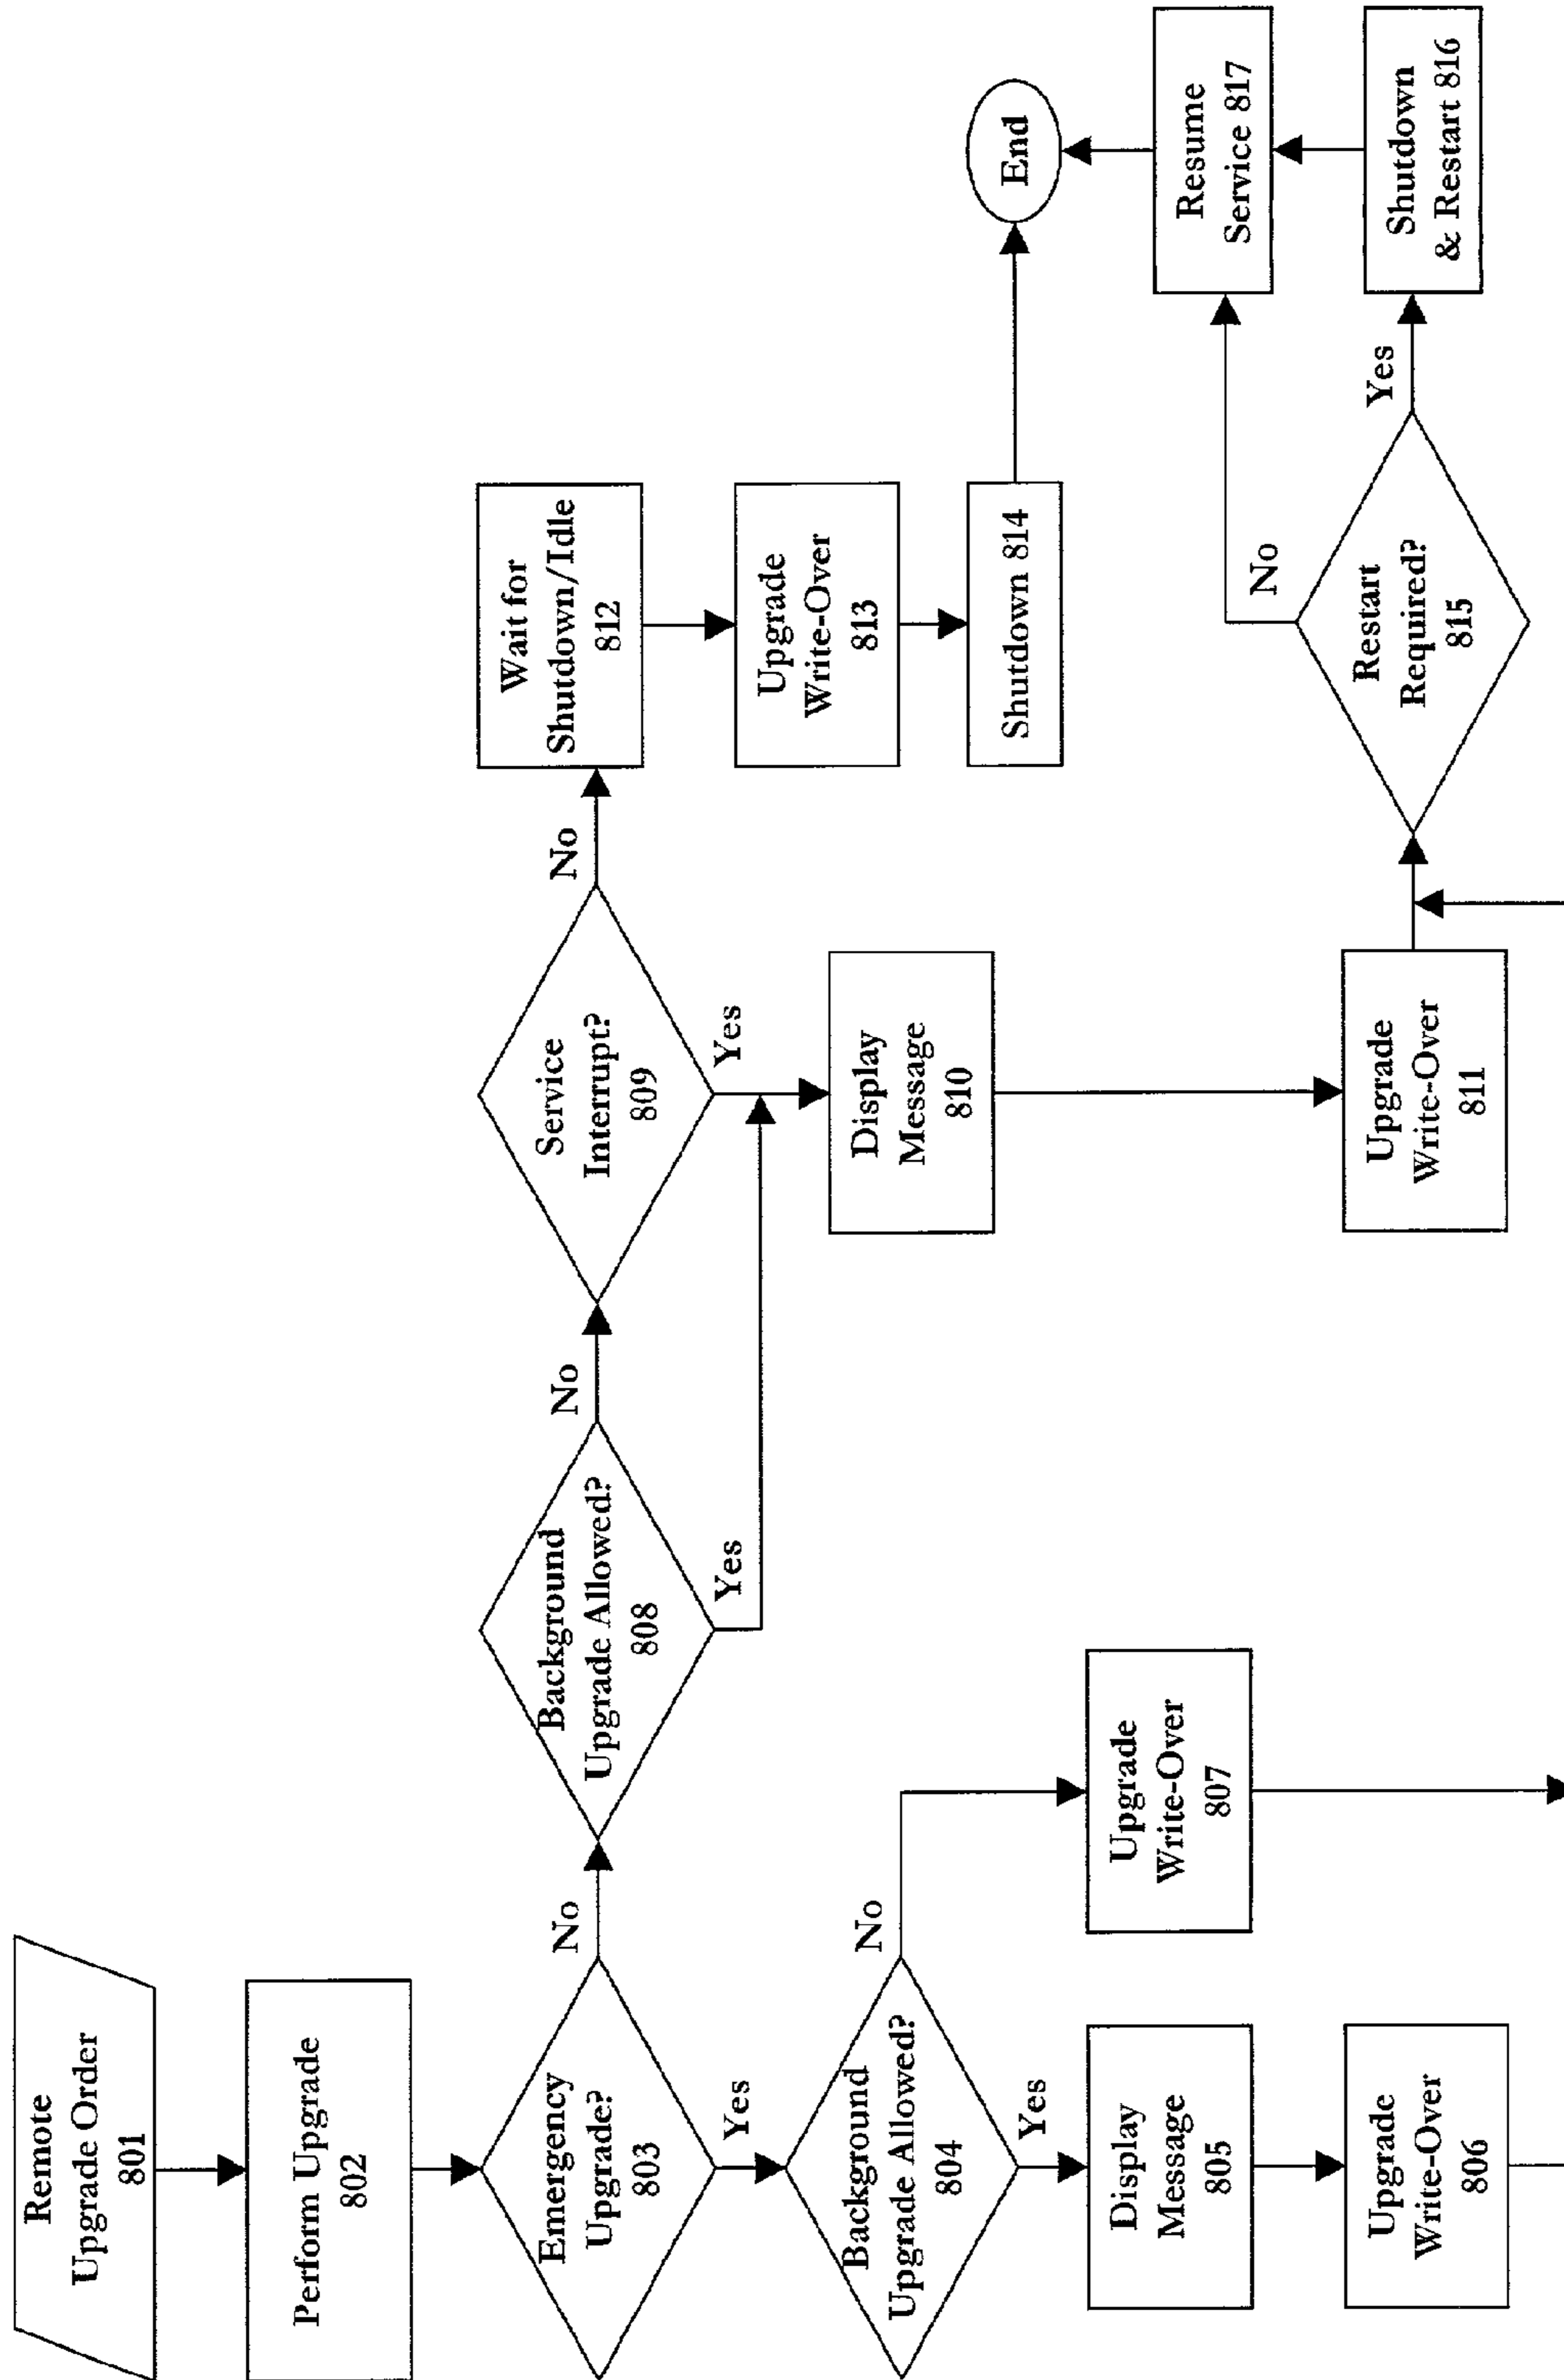 Remote
Upgrade Order
801
Perform Upgrade
802
Emergency
Upgrade?
803
No
Yes
Background
Upgrade Allowed?
804
No
Yes
Display
Message
805
Upgrade
Write-Over
806
Upgrade
Write-Over
807
Background
Upgrade Allowed?
808
No
Yes
Service
Interrupt?
809
No
Yes
Display
Message
810
Upgrade
Write-Over
811
Wait for
Shutdown/Idle
812
Upgrade
Write-Over
813
Shutdown 814
Restart
Required?
815
No
Yes
End
Resume
Service 817
Shutdown
& Restart 816